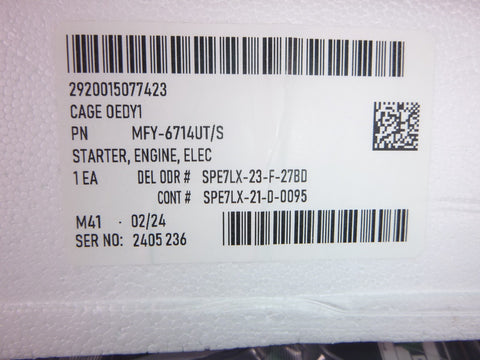 2920015077423
CAGE OEDY1
PN MFY-6714UT/S
STARTER, ENGINE, ELEC
1 EA DEL ODR # SPE7LX-23-F-27BD
CONT # SPE7LX-21-D-0095
M41 · 02/24
SER NO: 2405 236